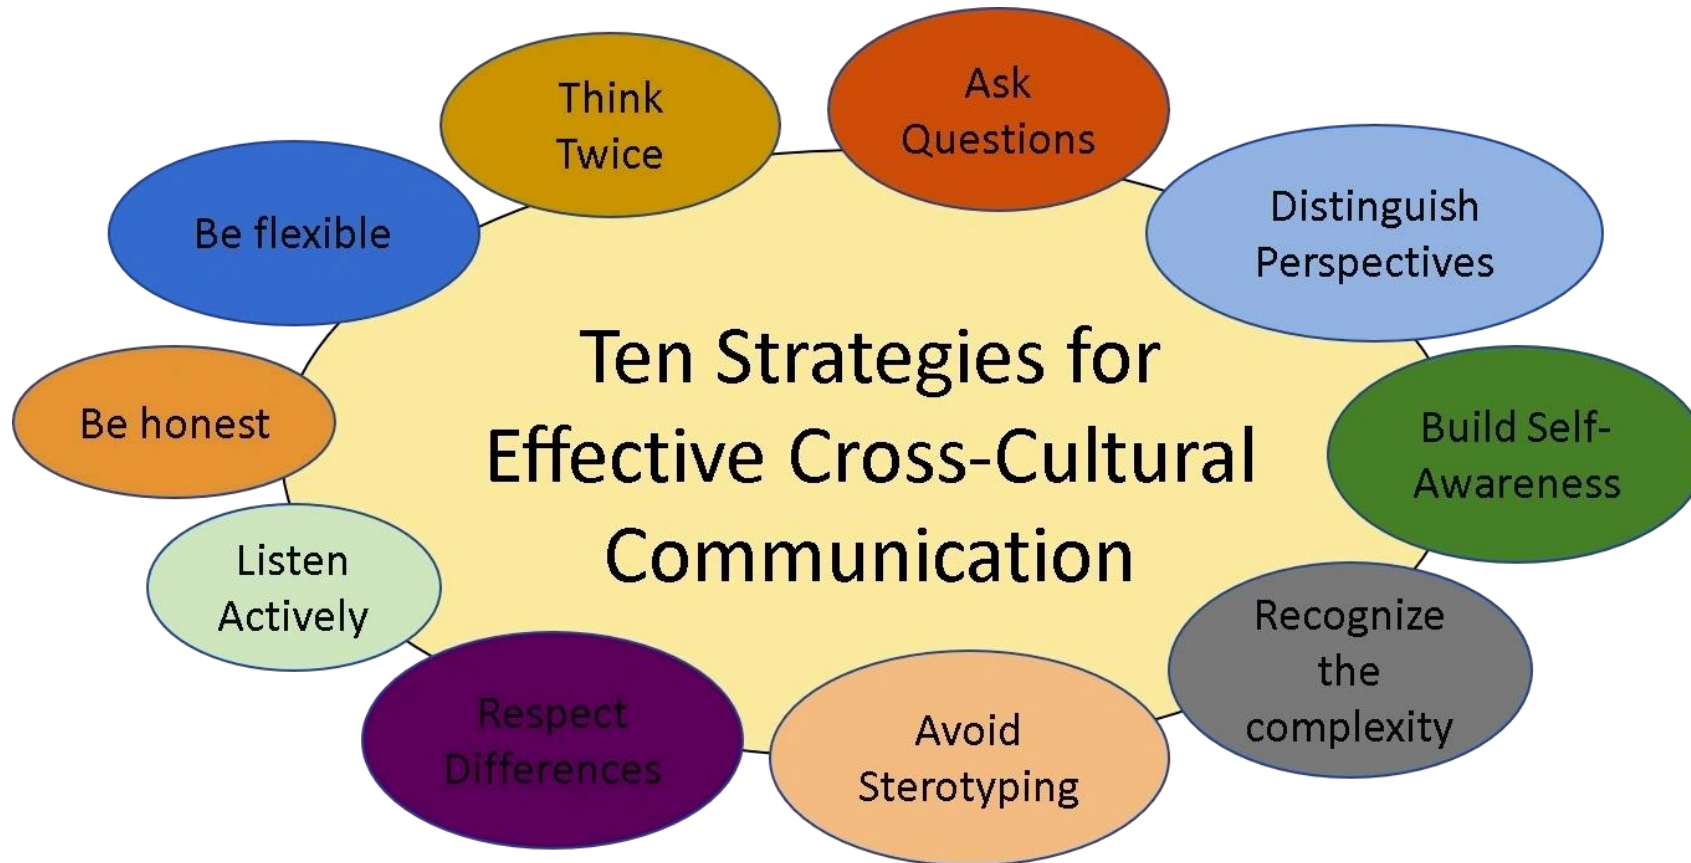 Think
Twice
Ask
Questions
Be flexible
Distinguish
Perspectives
Ten Strategies for
Effective Cross-Cultural
Communication
Be honest
Build Self-
Awareness
Listen
Actively
Recognize
the
complexity
Respect
Differences
Avoid
Sterotyping